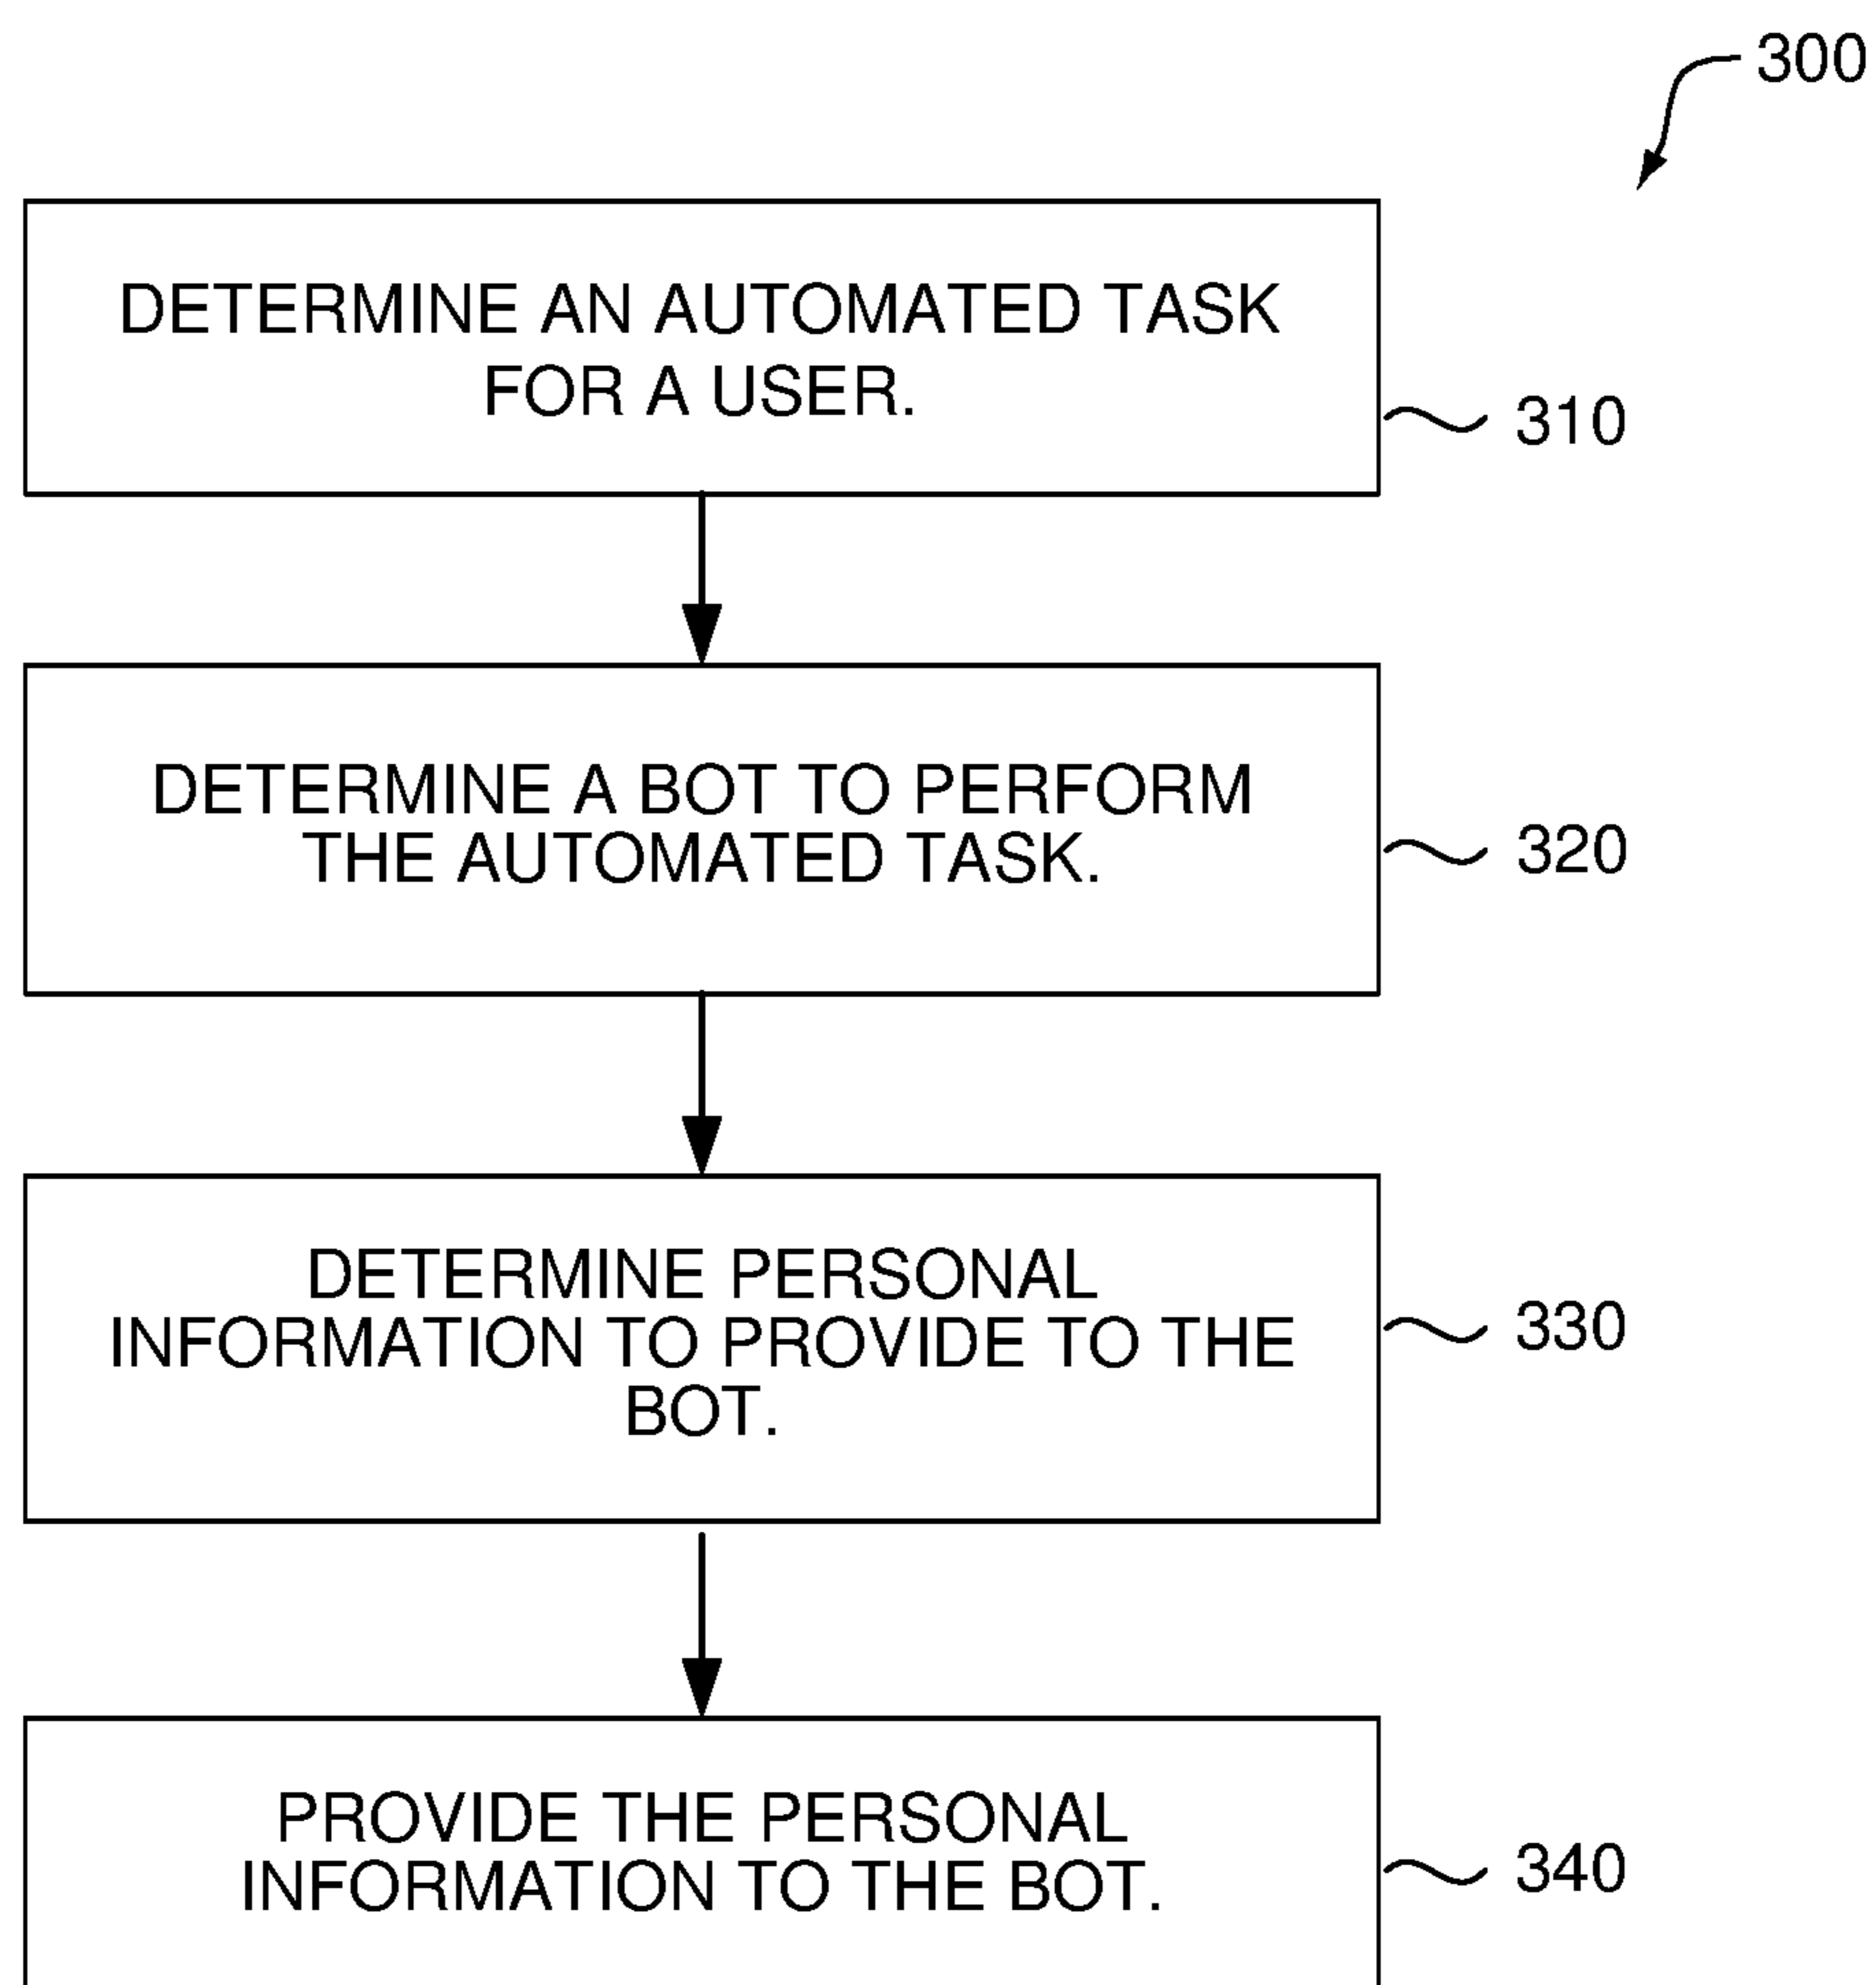 300
DETERMINE AN AUTOMATED TASK
FOR A USER.
310
DETERMINE A BOT TO PERFORM
THE AUTOMATED TASK.
320
DETERMINE PERSONAL
INFORMATION TO PROVIDE TO THE
BOT.
330
PROVIDE THE PERSONAL
INFORMATION TO THE BOT.
340